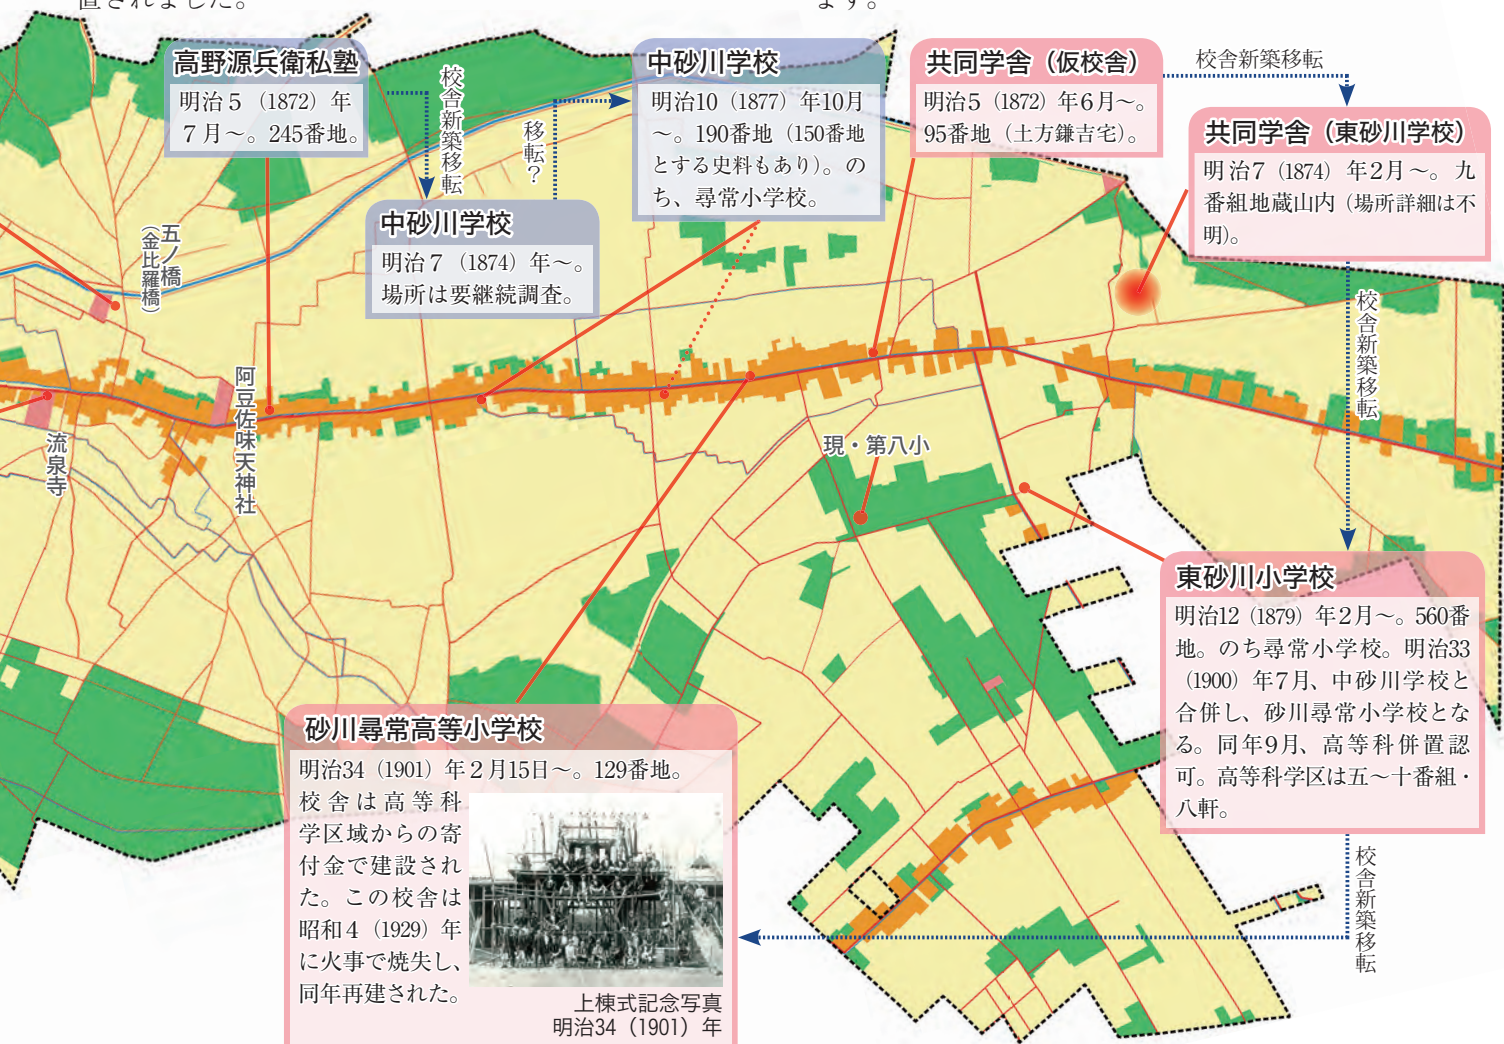 置されました。
ます。
高野源兵衛私塾
明治５（1872）年
７月〜。245番地。
校舎新築移転
中砂川学校
明治７（1874）年〜。
場所は要継続調査。
移転？
中砂川学校
明治10（1877）年10月
〜。190番地（150番地
とする史料もあり）。の
ち、尋常小学校。
共同学舎（仮校舎）
明治5（1872）年６月〜。
95番地（土方鎌吉宅）。
校舎新築移転
共同学舎（東砂川学校）
明治7（1874）年2月〜。九
番組地蔵山内（場所詳細は不
明）。
校舎新築移転
五ノ橋
（金比羅橋）
阿豆佐味天神社
流泉寺
現・第八小
東砂川小学校
明治12（1879）年２月〜。560番
地。のち尋常小学校。明治33
（1900）年7月、中砂川学校と
合併し、砂川尋常小学校とな
る。同年9月、高等科併置認
可。高等科学区は五〜十番組・
八軒。
校舎新築移転
砂川尋常高等小学校
明治34（1901）年２月15日〜。129番地。
校舎は高等科
学区域からの寄
付金で建設され
た。この校舎は
昭和４（1929）年
に火事で焼失し、
同年再建された。
上棟式記念写真
明治34（1901）年